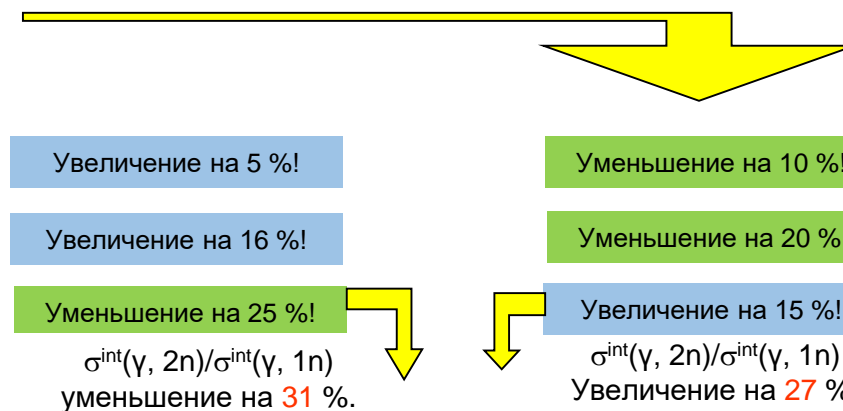 Увеличение на 5 %!
Уменьшение на 10 %!
Увеличение на 16 %!
Уменьшение на 20 %
Уменьшение на 25 %!
Увеличение на 15 %!
σint(γ, 2n)/σint(γ, 1n)
уменьшение на 31 %.
σint(γ, 2n)/σint(γ, 1n)
Увеличение на 27 %